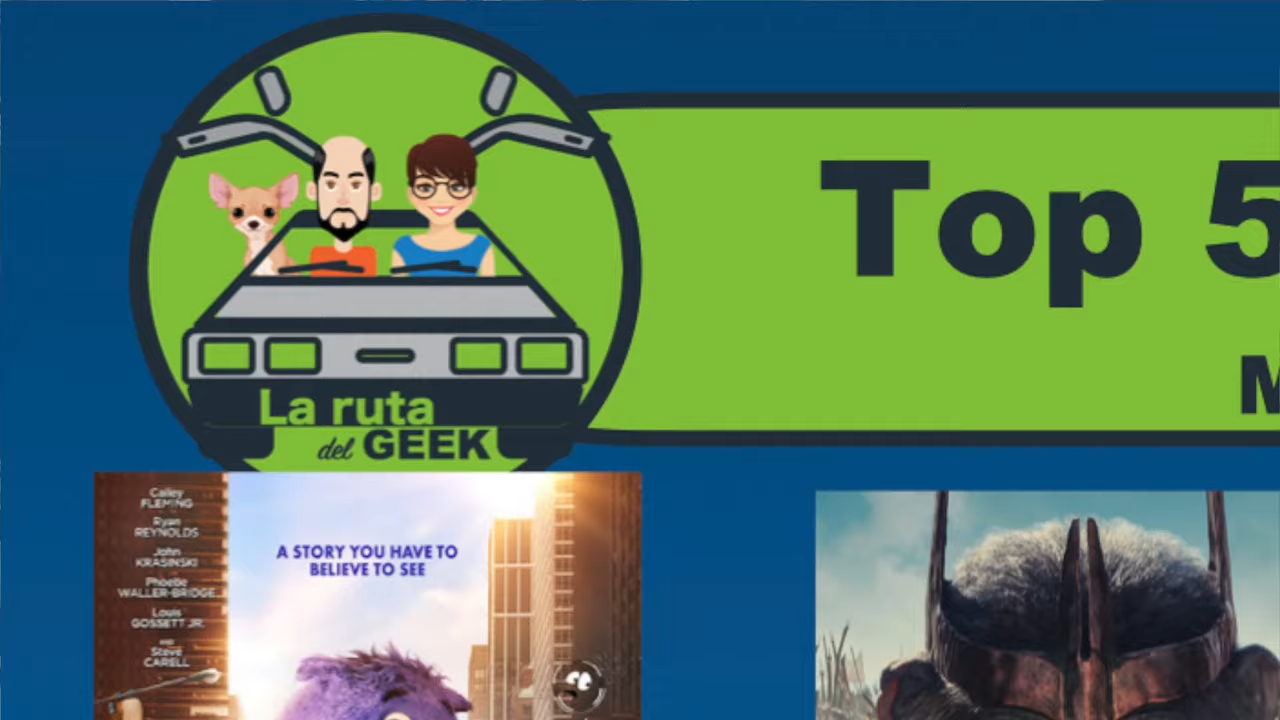 Top 5
M
La ruta
del GEEK
Cailey
FLEMING
Ryan
REYNOLDS
John
KRASINSKI
Phoebe
WALLER-BRIDGE
Louis
GOSSETT JR.
AND
Steve
CARELL
A STORY YOU HAVE TO
BELIEVE TO SEE